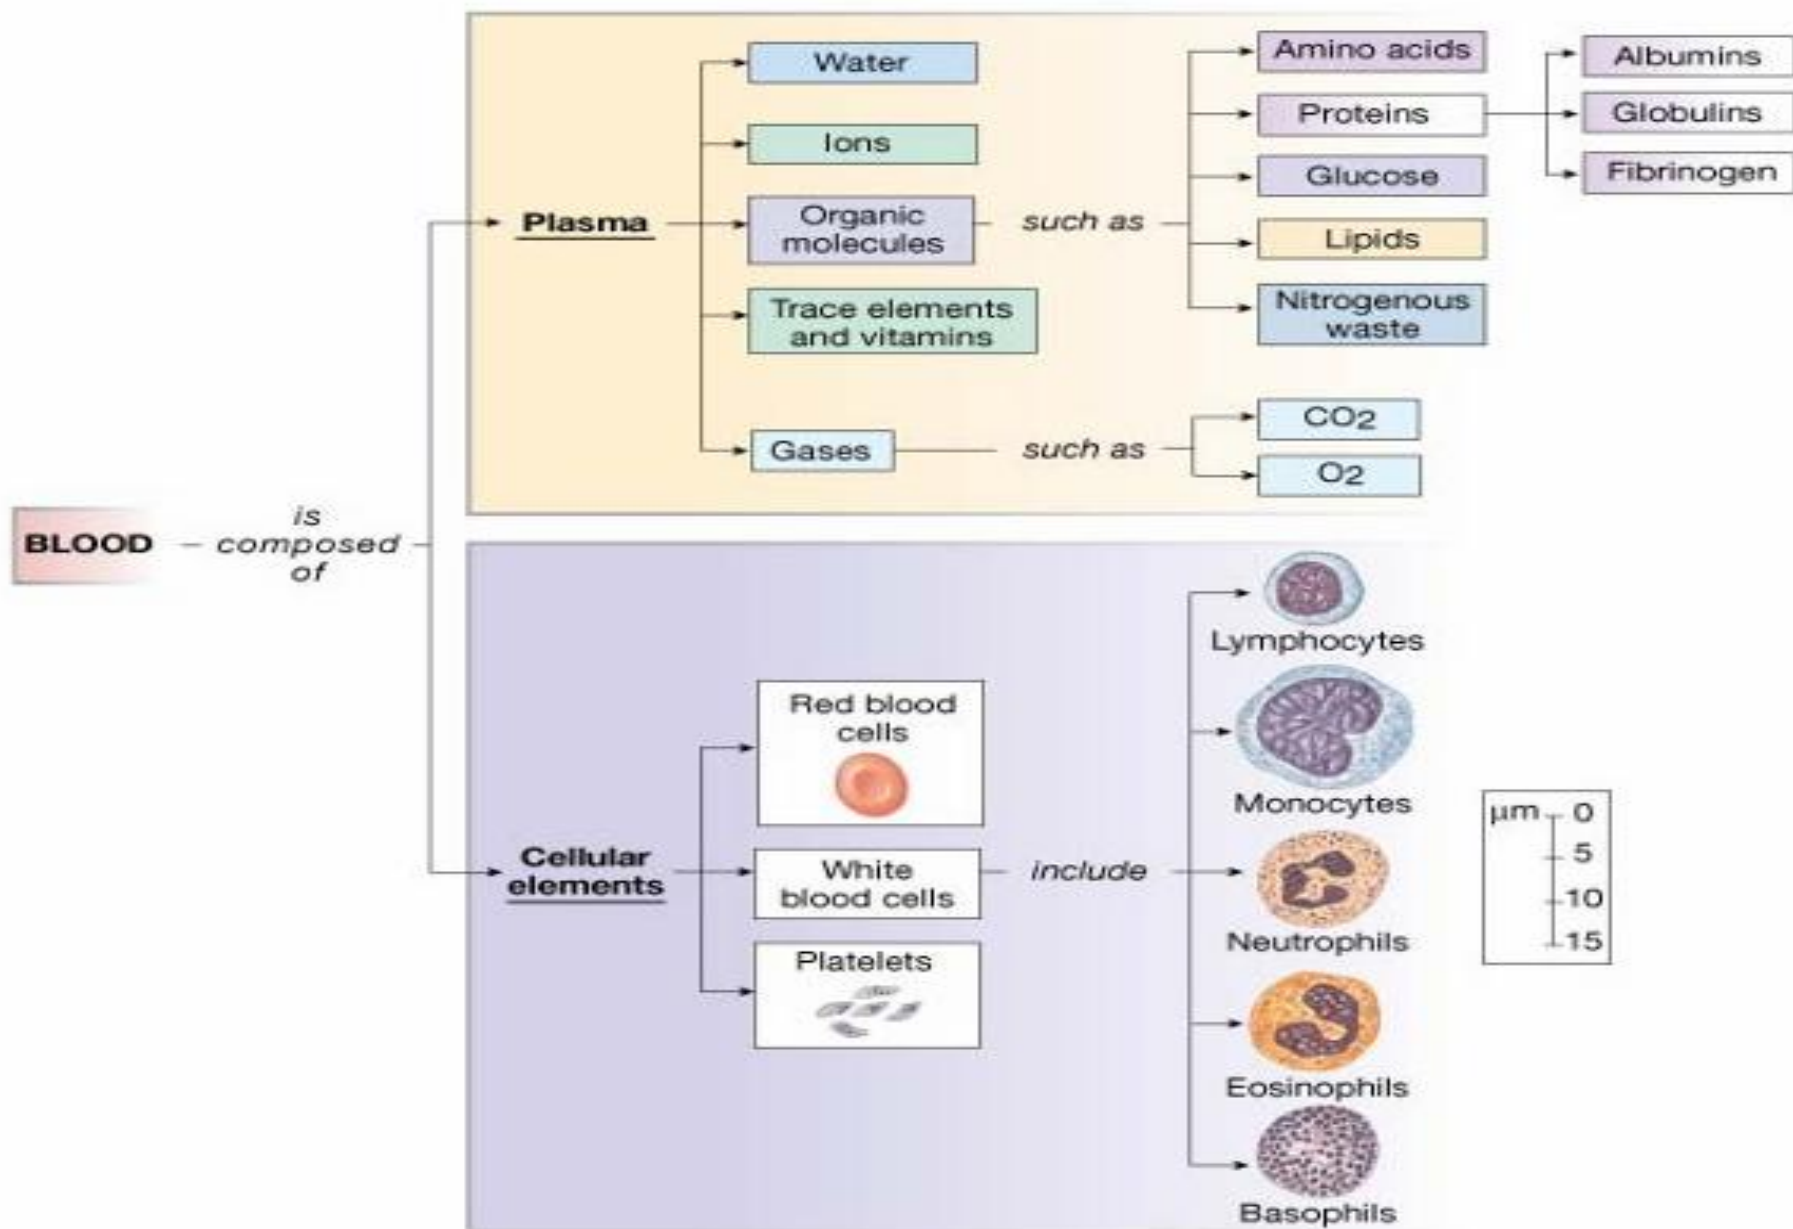 BLOOD
is
composed
of
Plasma
Water
Ions
Organic
molecules
Trace elements
and vitamins
Gases
such as
Amino acids
Proteins
Glucose
Lipids
Nitrogenous
waste
Albumins
Globulins
Fibrinogen
such as
CO2
O2
Cellular
elements
Red blood
cells
White
blood cells
Platelets
include
Lymphocytes
Monocytes
Neutrophils
Eosinophils
Basophils
µm 0
5
10
15